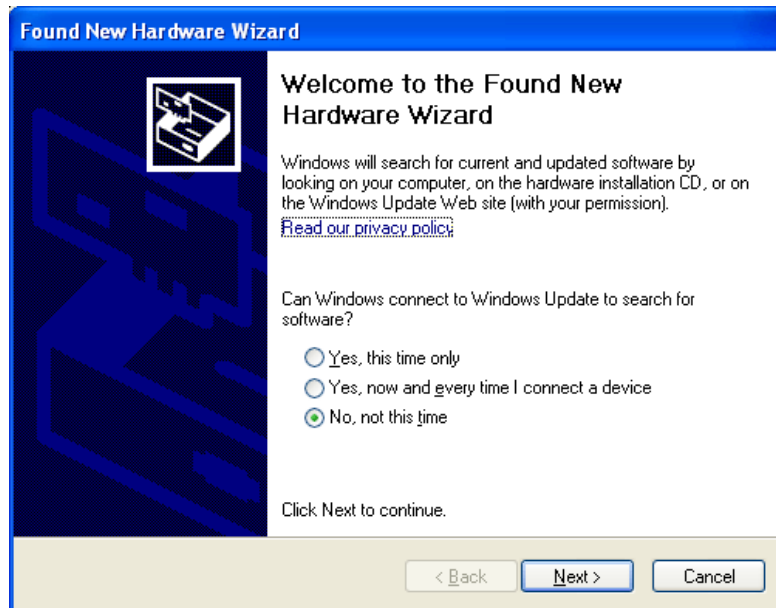 Found New Hardware Wizard
Welcome to the Found New
Hardware Wizard
Windows will search for current and updated software by
looking on your computer, on the hardware installation CD, or on
the Windows Update Web site (with your permission).
Read our privacy policy
Can Windows connect to Windows Update to search for
software?
Yes, this time only
Yes, now and every time I connect a device
No, not this time
Click Next to continue.
< Back
Next >
Cancel